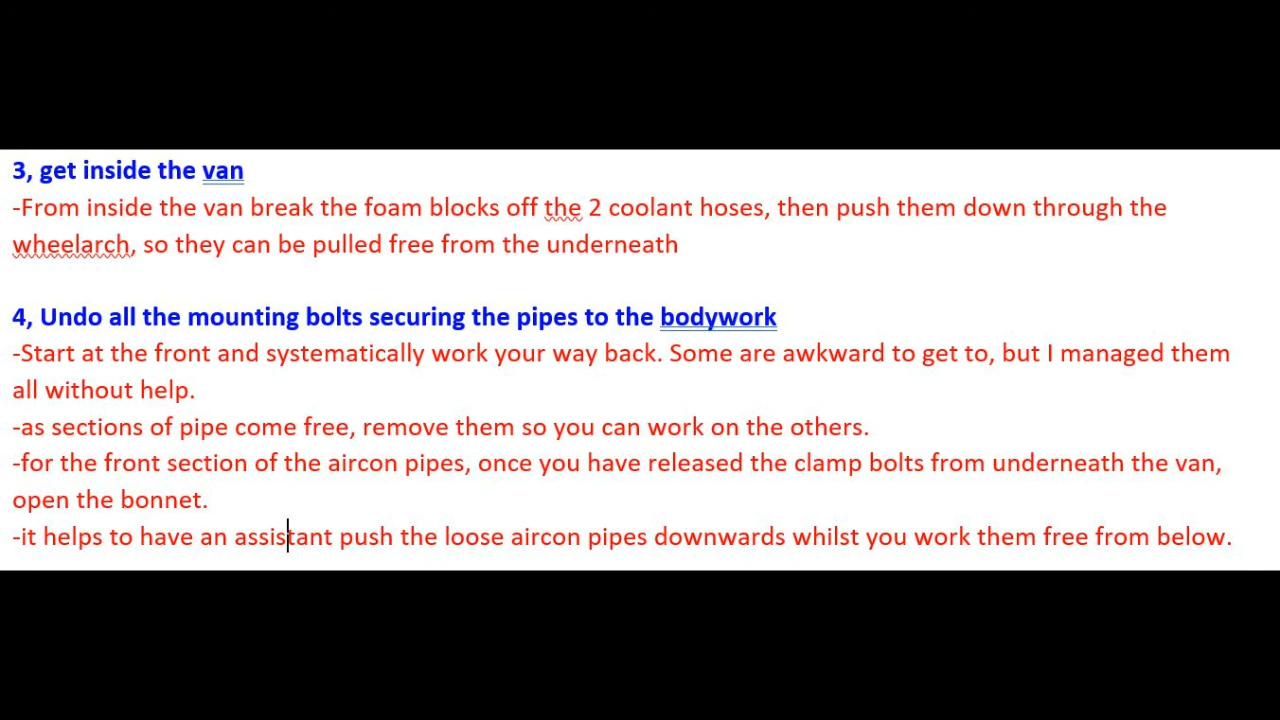 3, get inside the van
-From inside the van break the foam blocks off the 2 coolant hoses, then push them down through the
wheelarch, so they can be pulled free from the underneath
4, Undo all the mounting bolts securing the pipes to the bodywork
-Start at the front and systematically work your way back. Some are awkward to get to, but I managed them
all without help.
-as sections of pipe come free, remove them so you can work on the others.
-for the front section of the aircon pipes, once you have released the clamp bolts from underneath the van,
open the bonnet.
-it helps to have an assistant push the loose aircon pipes downwards whilst you work them free from below.